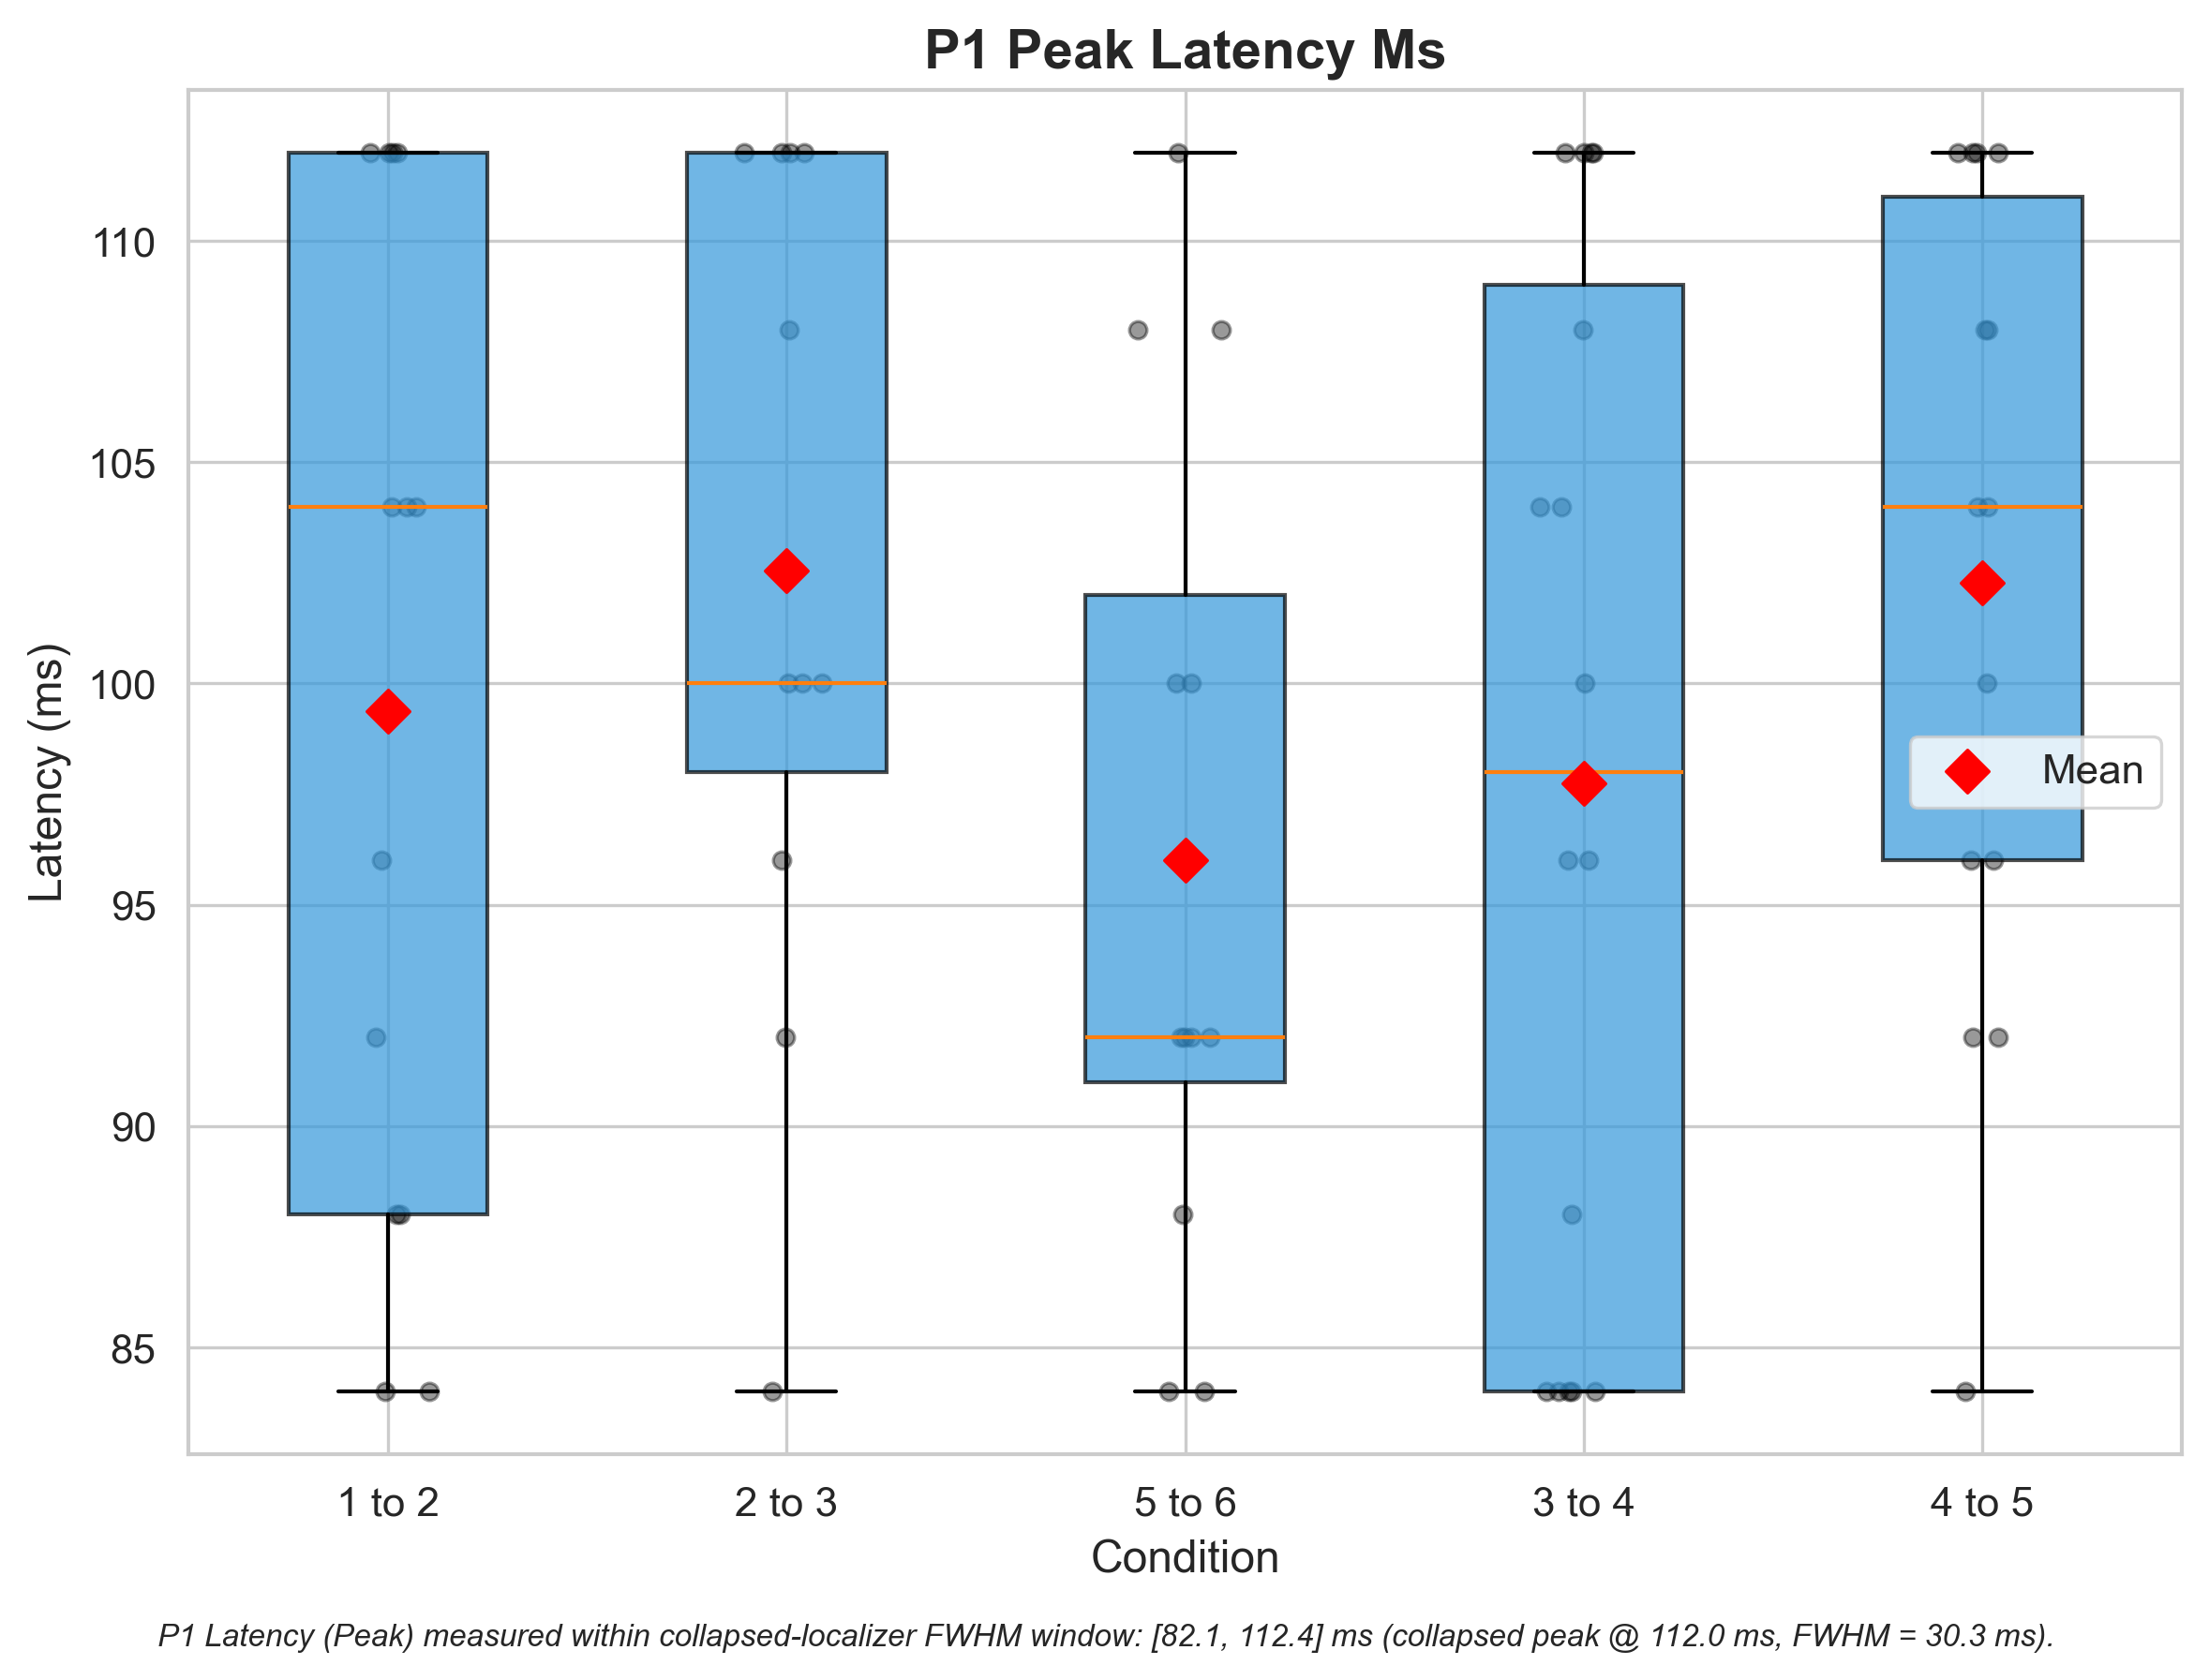 P1 Peak Latency Ms
Latency (ms)
110
105
100
95
90
85
Mean
1 to 2
2 to 3
5 to 6
3 to 4
4 to 5
Condition
P1 Latency (Peak) measured within collapsed-localizer FWHM window: [82.1, 112.4] ms (collapsed peak @ 112.0 ms, FWHM = 30.3 ms).